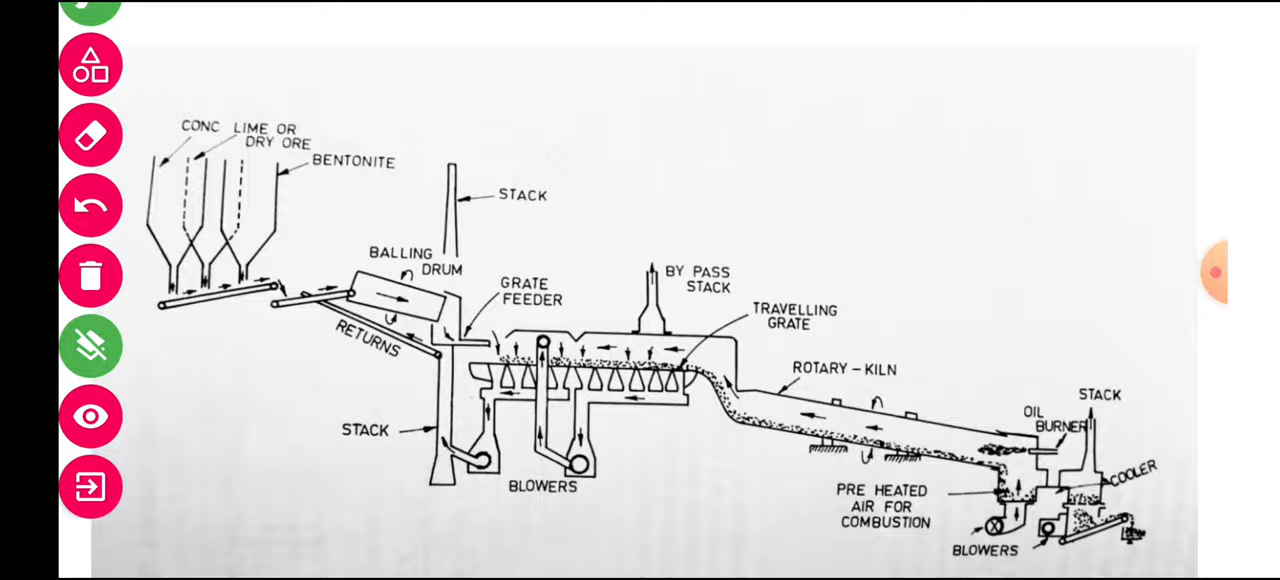 CONC LIME OR
DRY ORE
BENTONITE
STACK
BALLING
DRUM
GRATE
FEEDER
BY PASS
STACK
TRAVELLING
GRATE
RETURNS
ROTARY - KILN
STACK
OIL
BURNER
STACK
COOLER
BLOWERS
PRE HEATED
AIR FOR
COMBUSTION
BLOWERS